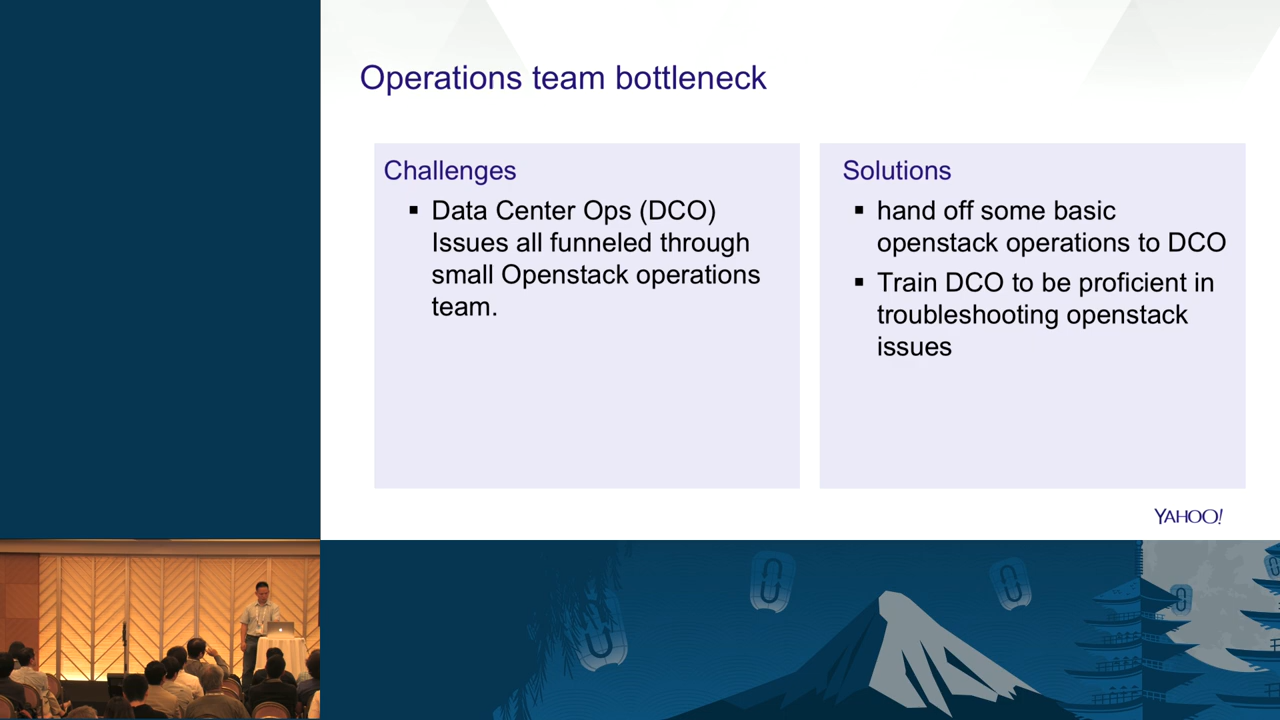 Operations team bottleneck
Challenges
▪ Data Center Ops (DCO)
Issues all funneled through
small Openstack operations
team.
Solutions
▪ hand off some basic
openstack operations to DCO
▪ Train DCO to be proficient in
troubleshooting openstack
issues
YAHOO!